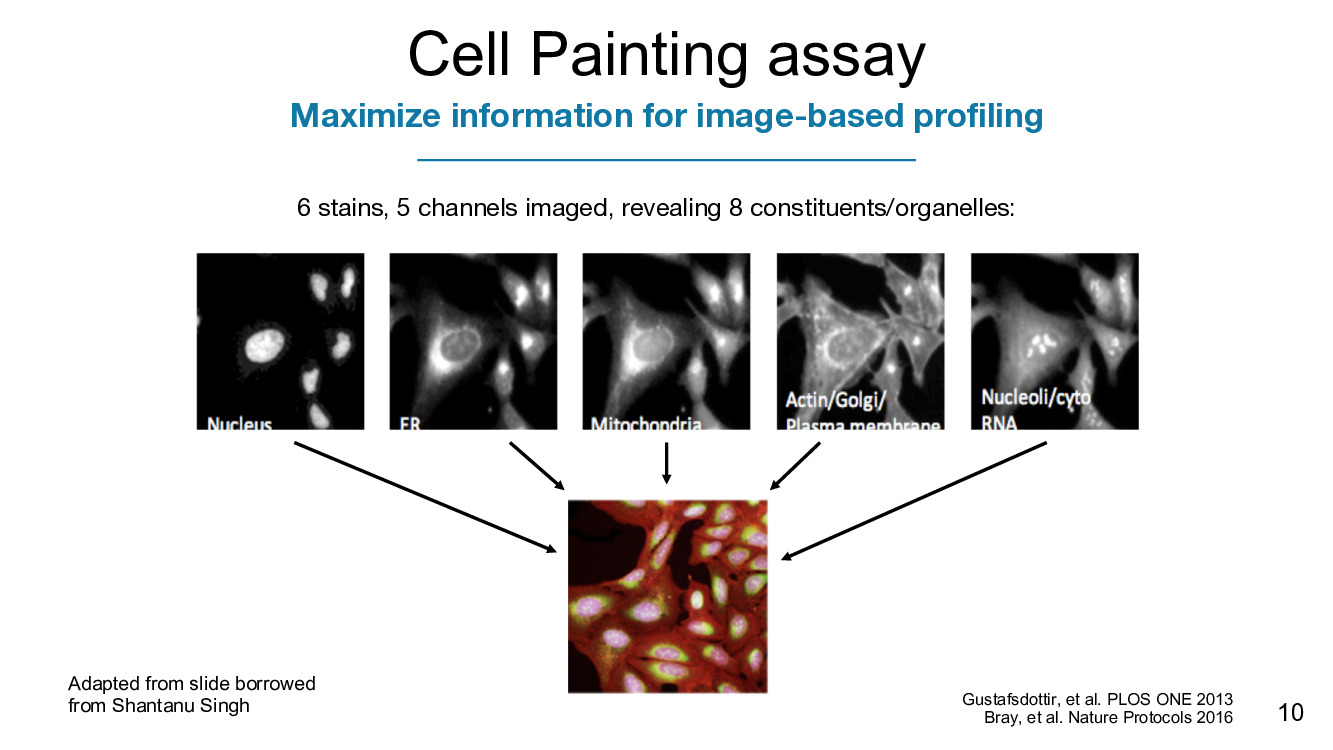 Cell Painting assay
Maximize information for image-based profiling
6 stains, 5 channels imaged, revealing 8 constituents/organelles:
Nucleus
ER
Mitochondria
Actin/Golgi/
Plasma membrane
Nucleoli/cyto
RNA
Adapted from slide borrowed
from Shantanu Singh
Gustafsdottir, et al. PLOS ONE 2013
Bray, et al. Nature Protocols 2016
10